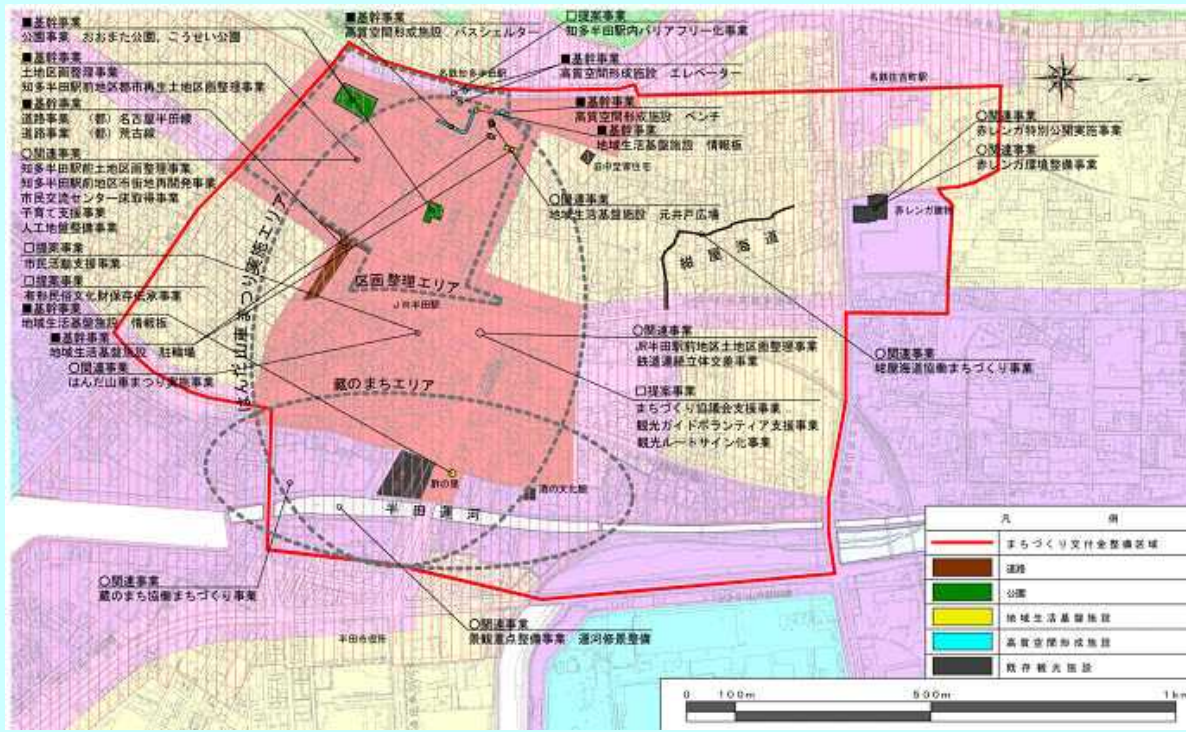 ■基幹事業
公園事業　おおまた公園，こうせい公園
■基幹事業
土地区画整理事業
知多半田駅前地区都市再生土地区画整理事業
■基幹事業
道路事業　（都）名古屋半田線
道路事業　（都）荒古線
○関連事業
知多半田駅前土地区画整理事業
知多半田駅前地区市街地再開発事業
市民交流センター床取得事業
子育て支援事業
人工地盤整備事業
□提案事業
市民活動支援事業
□提案事業
有形民俗文化財保存伝承事業
■基幹事業
地域生活基盤施設　情報板
■基幹事業
地域生活基盤施設　駐輪場
○関連事業
はんだ山車まつり実施事業
■基幹事業
高質空間形成施設　バスシェルター
□提案事業
知多半田駅内バリアフリー化事業
■基幹事業
高質空間形成施設　エレベーター
名鉄知多半田駅
名鉄住吉町駅
■基幹事業
高質空間形成施設　ベンチ
■基幹事業
地域生活基盤施設　情報板
○関連事業
地域生活基盤施設　元井戸広場
○関連事業
赤レンガ特別公開実施事業
○関連事業
赤レンガ環境整備事業
赤レンガ建物
紺屋海道
はんだ山車まつり実施エリア
区画整理エリア
ＪＲ半田駅
蔵のまちエリア
○関連事業
JR半田駅前地区土地区画整理事業
鉄道連続立体交差事業
□提案事業
まちづくり協議会支援事業
観光ガイドボランティア支援事業
観光ルートサイン化事業
○関連事業
紺屋海道協働まちづくり事業
酢の里
酒の文化館
半田運河
○関連事業
蔵のまち協働まちづくり事業
○関連事業
景観重点整備事業　運河修景整備
半田市役所
凡　例
まちづくり交付金整備区域
道路
公園
地域生活基盤施設
高質空間形成施設
既存観光施設
0　100m　500m　1km